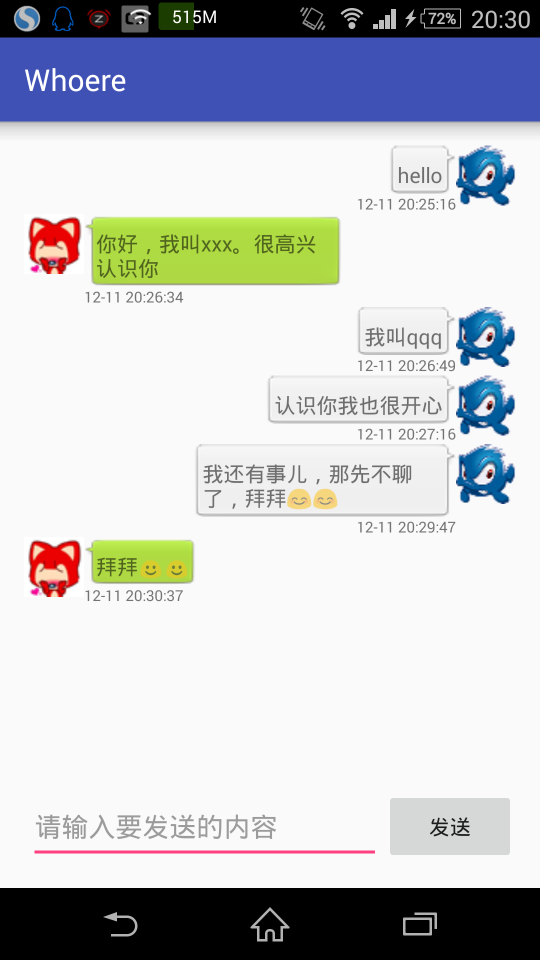 515M 72% 20:30
Whoere
hello
12-11 20:25:16
你好，我叫xxx。很高兴
认识你
12-11 20:26:34
我叫qqq
12-11 20:26:49
认识你我也很开心
12-11 20:27:16
我还有事儿，那先不聊
了，拜拜😊😊
12-11 20:29:47
拜拜🙂🙂
12-11 20:30:37
请输入要发送的内容
发送